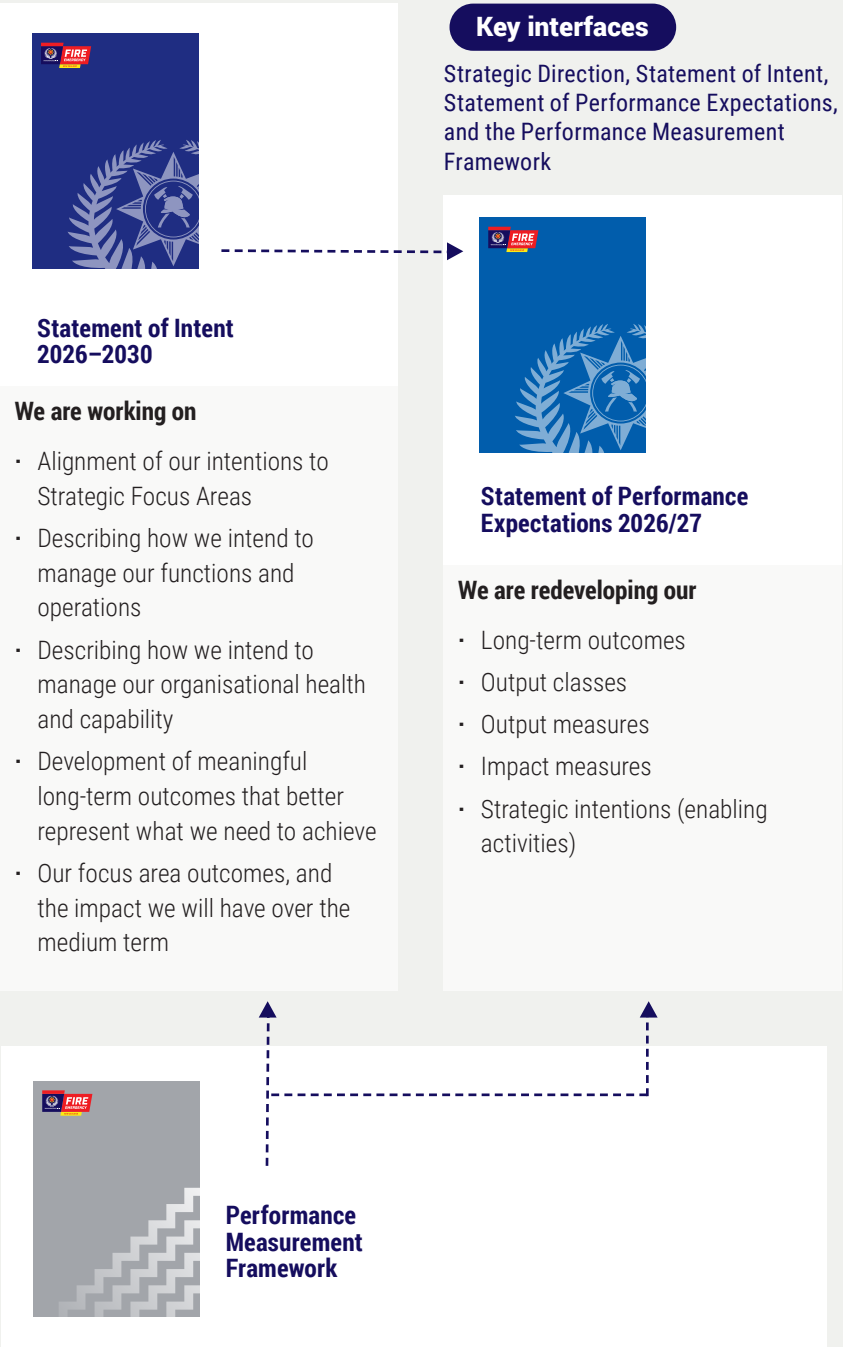 FIRE
EMERGENCY
Statement of Intent
2026–2030
We are working on
· Alignment of our intentions to
Strategic Focus Areas
· Describing how we intend to
manage our functions and
operations
· Describing how we intend to
manage our organisational health
and capability
· Development of meaningful
long-term outcomes that better
represent what we need to achieve
· Our focus area outcomes, and
the impact we will have over the
medium term
Key interfaces
Strategic Direction, Statement of Intent,
Statement of Performance Expectations,
and the Performance Measurement
Framework
FIRE
EMERGENCY
Statement of Performance
Expectations 2026/27
We are redeveloping our
· Long-term outcomes
· Output classes
· Output measures
· Impact measures
· Strategic intentions (enabling
activities)
FIRE
EMERGENCY
Performance
Measurement
Framework